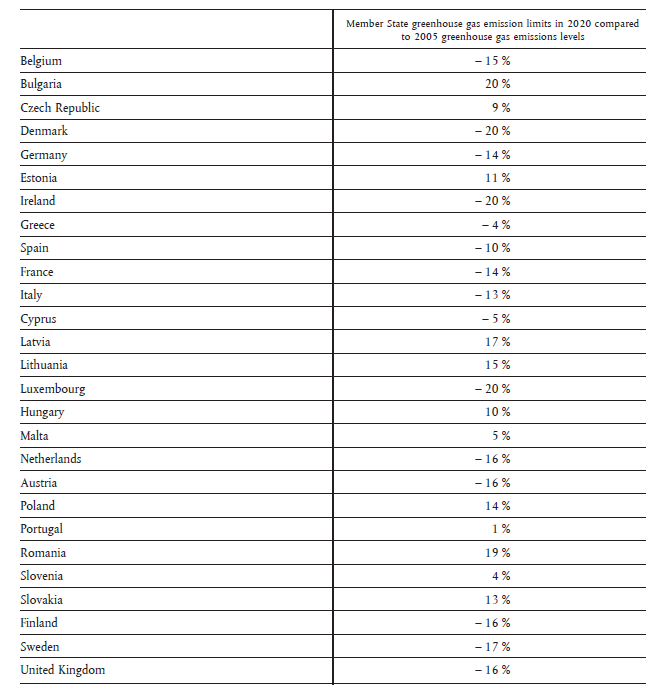 Member State greenhouse gas emission limits in 2020 compared
to 2005 greenhouse gas emissions levels
Belgium – 15 %
Bulgaria 20 %
Czech Republic 9 %
Denmark – 20 %
Germany – 14 %
Estonia 11 %
Ireland – 20 %
Greece – 4 %
Spain – 10 %
France – 14 %
Italy – 13 %
Cyprus – 5 %
Latvia 17 %
Lithuania 15 %
Luxembourg – 20 %
Hungary 10 %
Malta 5 %
Netherlands – 16 %
Austria – 16 %
Poland 14 %
Portugal 1 %
Romania 19 %
Slovenia 4 %
Slovakia 13 %
Finland – 16 %
Sweden – 17 %
United Kingdom – 16 %